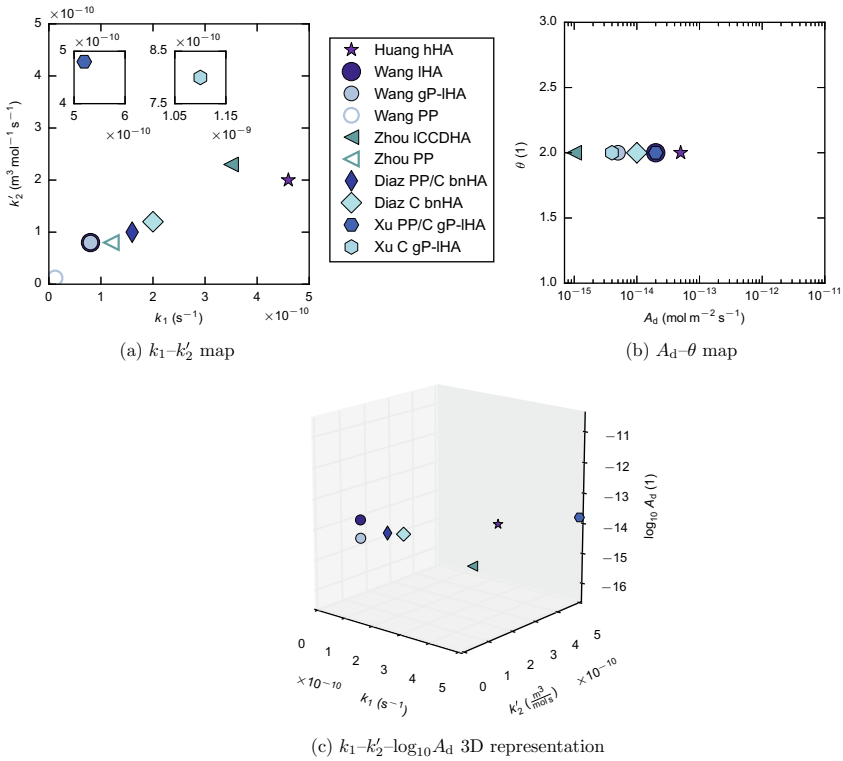 ×10⁻¹⁰
5
4
3
2
1
0
k₂′ (m³ mol⁻¹ s⁻¹)
×10⁻¹⁰
5
4
5
6
×10⁻¹⁰
×10⁻¹⁰
8.5
7.5
1.05
1.15
×10⁻⁹
0
1
2
3
4
5
×10⁻¹⁰
k₁ (s⁻¹)
(a) k₁–k₂′ map
Huang hHA
Wang lHA
Wang gP-lHA
Wang PP
Zhou lCCDHA
Zhou PP
Diaz PP/C bnHA
Diaz C bnHA
Xu PP/C gP-lHA
Xu C gP-lHA
3.0
2.5
2.0
1.5
1.0
θ (1)
10⁻¹⁵
10⁻¹⁴
10⁻¹³
10⁻¹²
10⁻¹¹
A_d (mol m⁻² s⁻¹)
(b) A_d–θ map
−11
−12
−13
−14
−15
−16
log₁₀ A_d (1)
0
1
2
3
4
5
×10⁻¹⁰
k₁ (s⁻¹)
0
1
2
3
4
5
×10⁻¹⁰
k₂′ (m³/mol s)
(c) k₁–k₂′–log₁₀A_d 3D representation